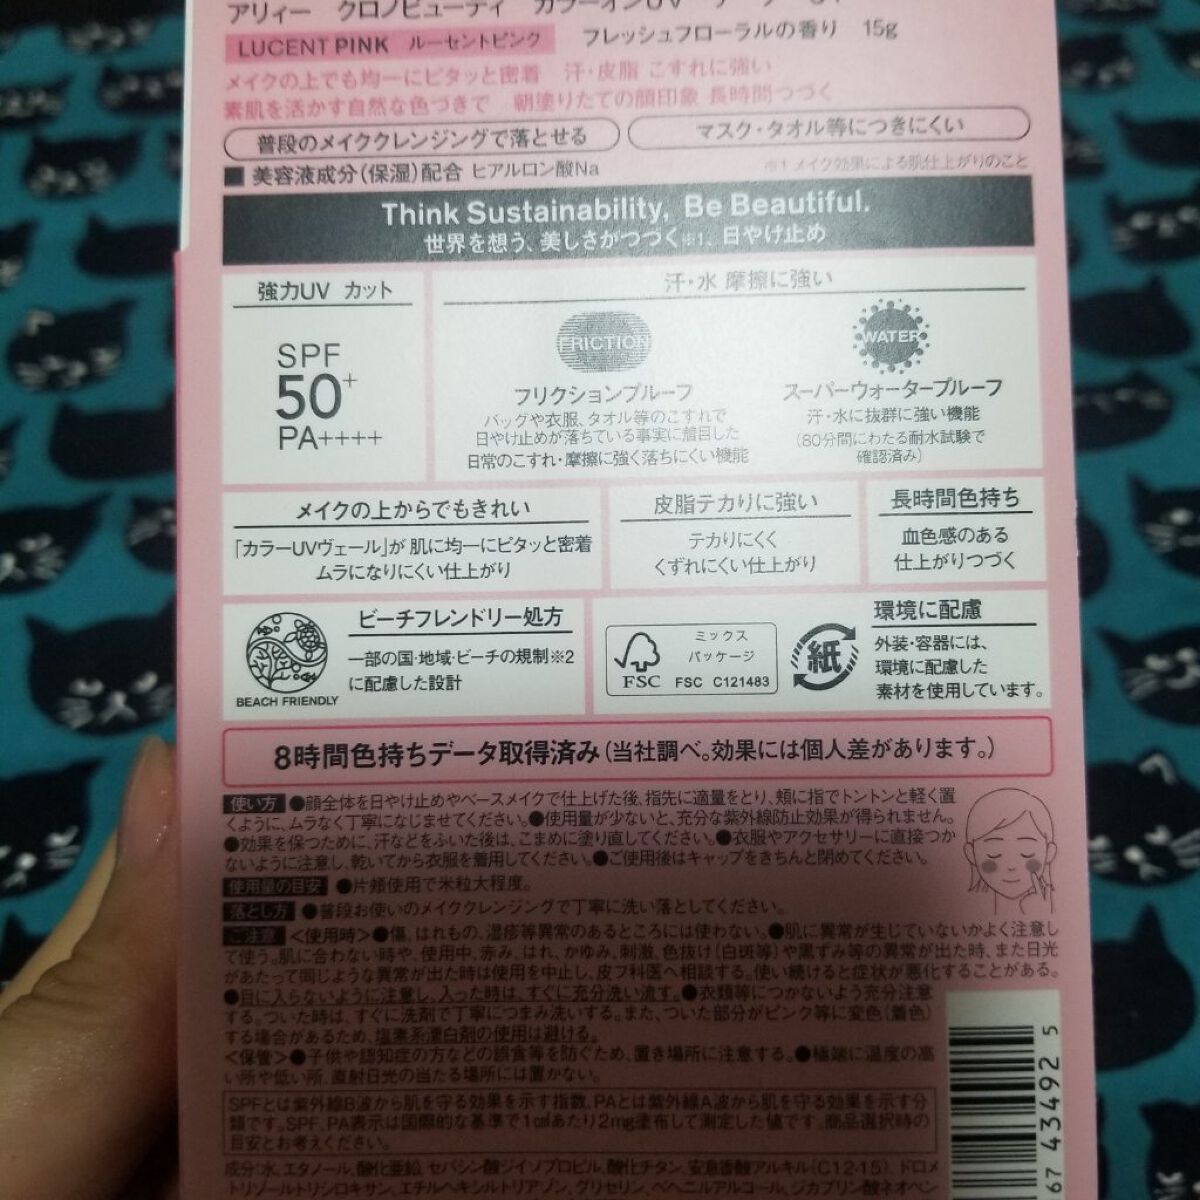 アリィー クロノビューティ カラーオンUV
LUCENT PINK ルーセントピンク フレッシュフローラルの香り 15g
メイクの上でも均一にピタッと密着 汗・皮脂 こすれに強い
素肌を活かす自然な色づきで 朝塗りたての顔印象 長時間つづく
普段のメイククレンジングで落とせる マスク・タオル等につきにくい
■ 美容液成分(保湿)配合 ヒアルロン酸Na ※1 メイク効果による肌仕上がりのこと
Think Sustainability, Be Beautiful.
世界を想う、美しさがつづく※1、日やけ止め
強力UV カット
SPF
50+
PA++++
汗・水 摩擦に強い
FRICTION
フリクションプルーフ
バッグや衣服、タオル等のこすれで
日やけ止めが落ちている事実に着目した
日常のこすれ・摩擦に強く落ちにくい機能
WATER
スーパーウォータープルーフ
汗・水に抜群に強い機能
(80分間にわたる耐水試験で
確認済み)
メイクの上からでもきれい
「カラーUVヴェール」が 肌に均一にピタッと密着
ムラになりにくい仕上がり
皮脂テカリに強い
テカりにくく
くずれにくい仕上がり
長時間色持ち
血色感のある
仕上がりつづく
BEACH FRIENDLY
ビーチフレンドリー処方
一部の国・地域・ビーチの規制※2
に配慮した設計
FSC
ミックス
パッケージ
FSC C121483
紙
環境に配慮
外装・容器には、
環境に配慮した
素材を使用しています。
8時間色持ちデータ取得済み(当社調べ。効果には個人差があります。)
使い方 ●顔全体を日やけ止めやベースメイクで仕上げた後、指先に適量をとり、頬に指でトントンと軽く置
くように、ムラなく丁寧になじませてください。●使用量が少ないと、充分な紫外線防止効果が得られません。
●効果を保つために、汗などをふいた後は、こまめに塗り直してください。●衣服やアクセサリーに直接つか
ないように注意し、乾いてから衣服を着用してください。●ご使用後はキャップをきちんと閉めてください。
使用量の目安 ●片頬使用で米粒大程度。
落とし方 ●普段お使いのメイククレンジングで丁寧に洗い落としてください。
ご注意 <使用時>●傷、はれもの、湿疹等異常のあるところには使わない。●肌に異常が生じていないかよく注意し
て使う。肌に合わない時や、使用中、赤み、はれ、かゆみ、刺激、色抜け(白斑等)や黒ずみ等の異常が出た時、また日光
があたって同じような異常が出た時は使用を中止し、皮フ科医へ相談する。使い続けると症状が悪化することがある。
●目に入らないように注意し、入った時は、すぐに充分洗い流す。●衣類等につかないよう充分注意
する。ついた時は、すぐに洗剤で丁寧につまみ洗いする。また、ついた部分がピンク等に変色(着色)
する場合があるため、塩素系漂白剤の使用は避ける。
<保管>●子供や認知症の方などの誤食等を防ぐため、置き場所に注意する。●極端に温度の高
い所や低い所、直射日光の当たる場所には置かない。
SPFとは紫外線B波から肌を守る効果を示す指数、PAとは紫外線A波から肌を守る効果を示す分
類です。SPF、PA表示は国際的な基準で1c㎡あたり2mg塗布して測定した値です。商品選択時の
目安とお考えください。
成分:水、エタノール、酸化亜鉛、セバシン酸ジイソプロピル、酸化チタン、安息香酸アルキル(C12-15)、ドロメ
トリゾールトリシロキサン、エチルヘキシルトリアゾン、グリセリン、ベヘニルアルコール、ジカプリン酸ネオペン
67 43492 5